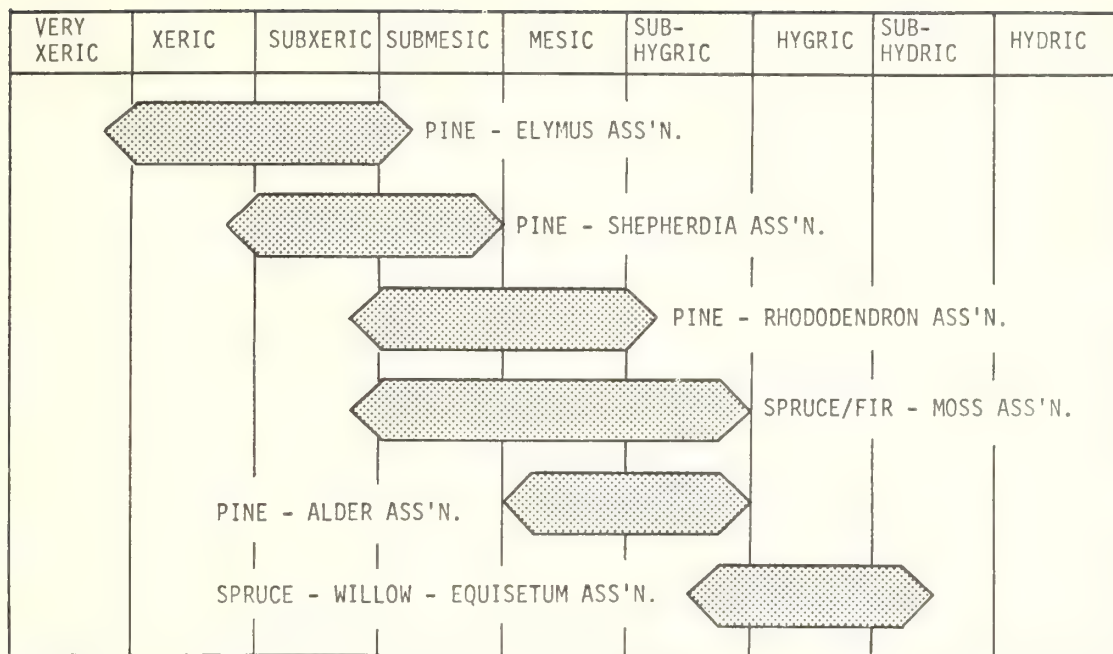 VERY XERIC
XERIC
SUBXERIC
SUBMESIC
MESIC
SUB-HYGRIC
HYGRIC
SUB-HYDRIC
HYDRIC
PINE - ELYMUS ASS'N.
PINE - SHEPHERDIA ASS'N.
PINE - RHODODENDRON ASS'N.
SPRUCE/FIR - MOSS ASS'N.
PINE - ALDER ASS'N.
SPRUCE - WILLOW - EQUISETUM ASS'N.